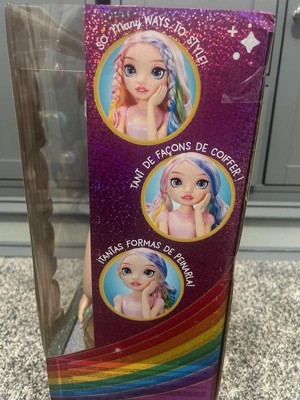 SO MANY WAYS TO STYLE!
TANT DE FAÇONS DE COIFFER !
¡TANTAS FORMAS DE PEINARLA!